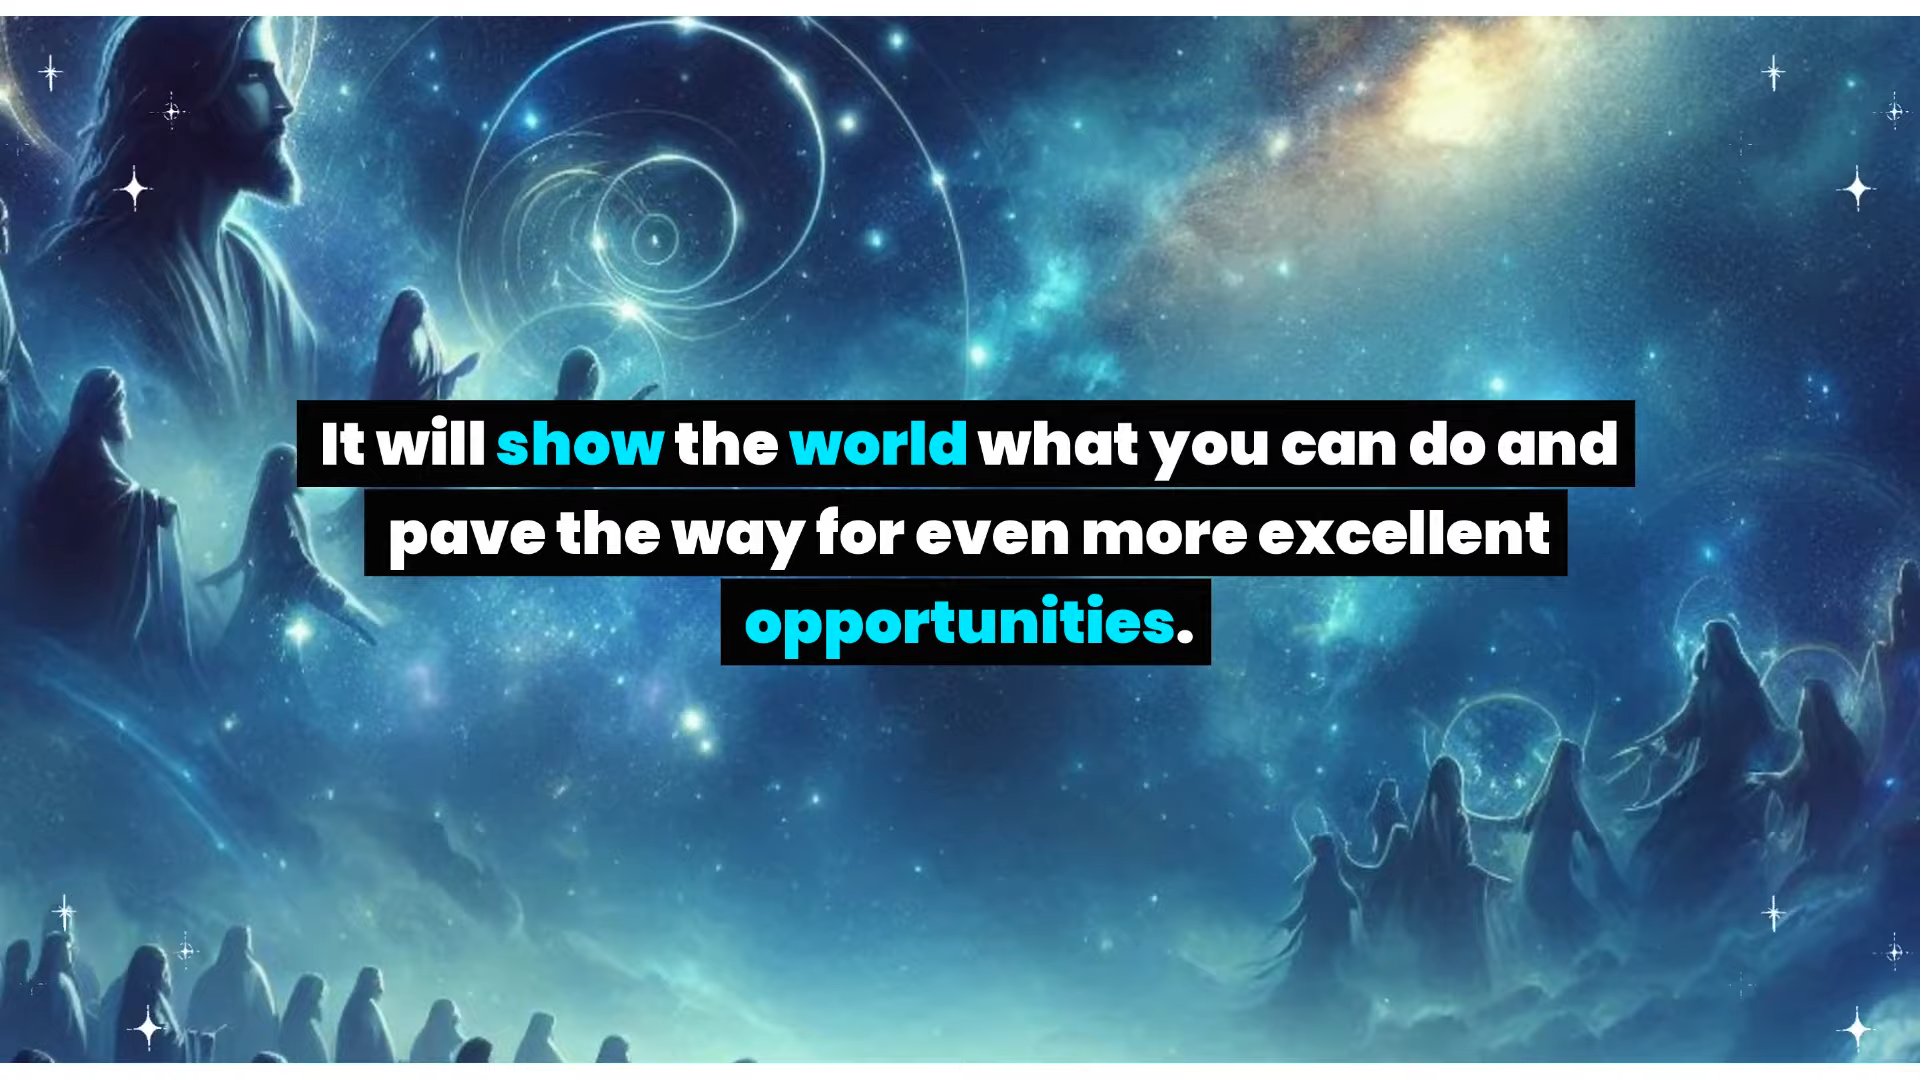 It will show the world what you can do and
pave the way for even more excellent
opportunities.